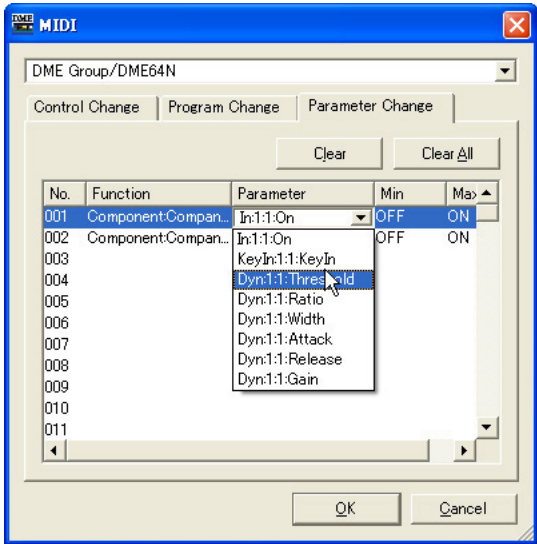 DME MIDI
DME Group/DME64N
Control Change Program Change Parameter Change
Clear Clear All
No. Function Parameter Min Max
001 Component:Compan... In:1:1:On OFF ON
002 Component:Compan... In:1:1:On OFF ON
003 KeyIn:1:1:KeyIn
004 Dyn:1:1:Threshold
005 Dyn:1:1:Ratio
006 Dyn:1:1:Width
007 Dyn:1:1:Attack
008 Dyn:1:1:Release
009 Dyn:1:1:Gain
010
011
OK Cancel